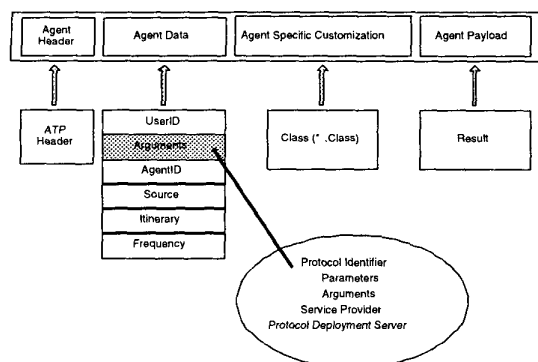 Agent
Header
Agent Data
Agent Specific Customization
Agent Payload
ATP
Header
UserID
Arguments
AgentID
Source
Itinerary
Frequency
Class (* .Class)
Result
Protocol Identifier
Parameters
Arguments
Service Provider
Protocol Deployment Server